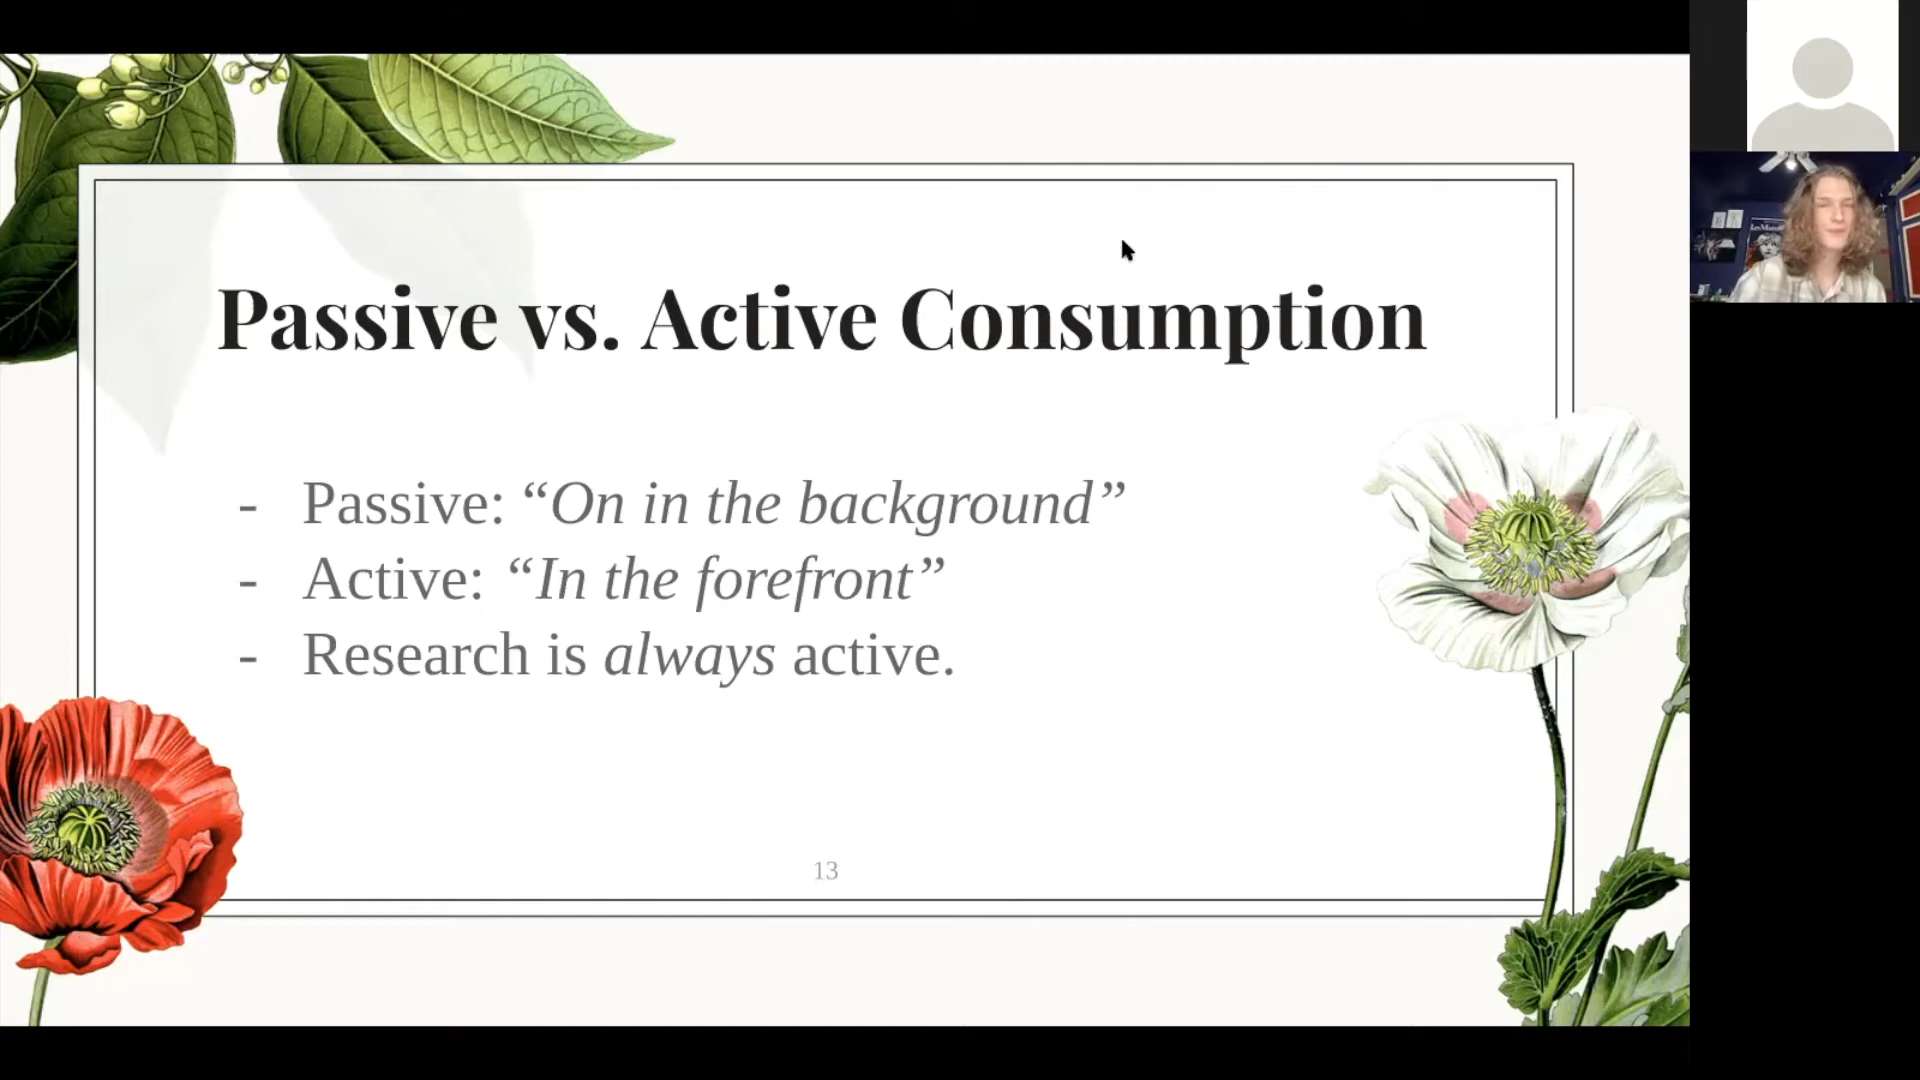 Passive vs. Active Consumption
- Passive: “On in the background”
- Active: “In the forefront”
- Research is always active.
13